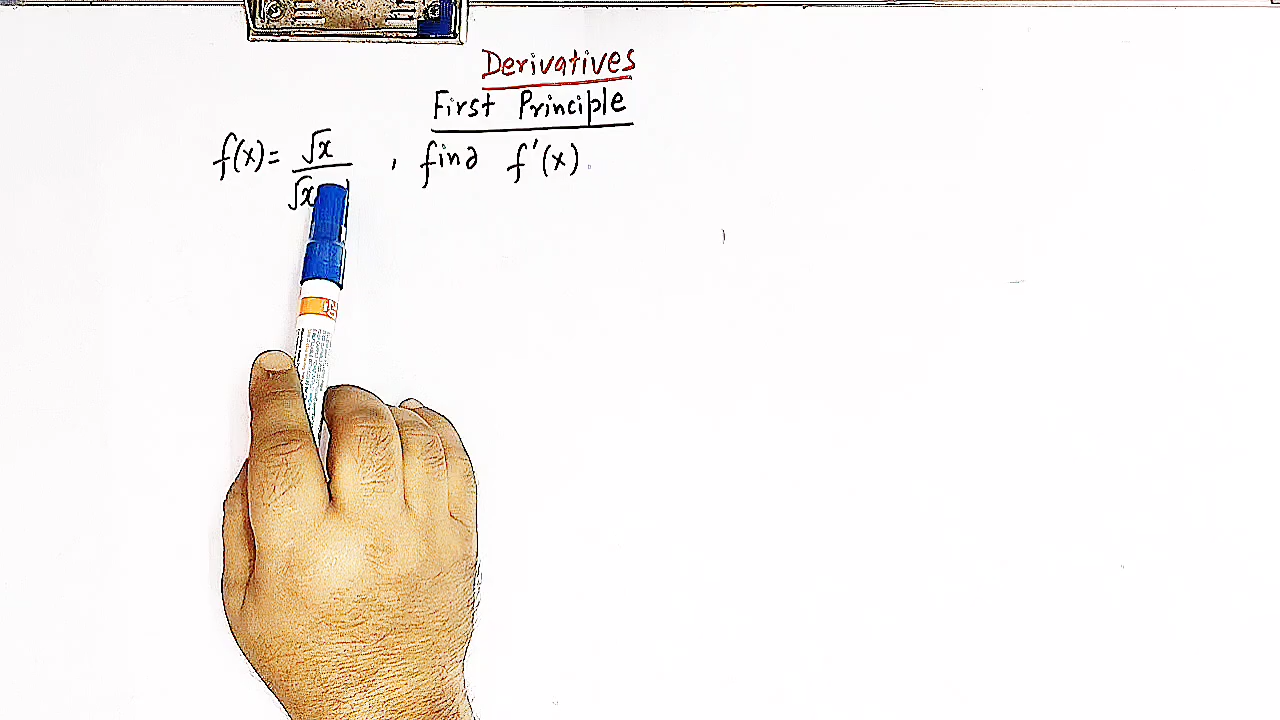 Derivatives
First Principle
f(x)= √x / √x , find f'(x).